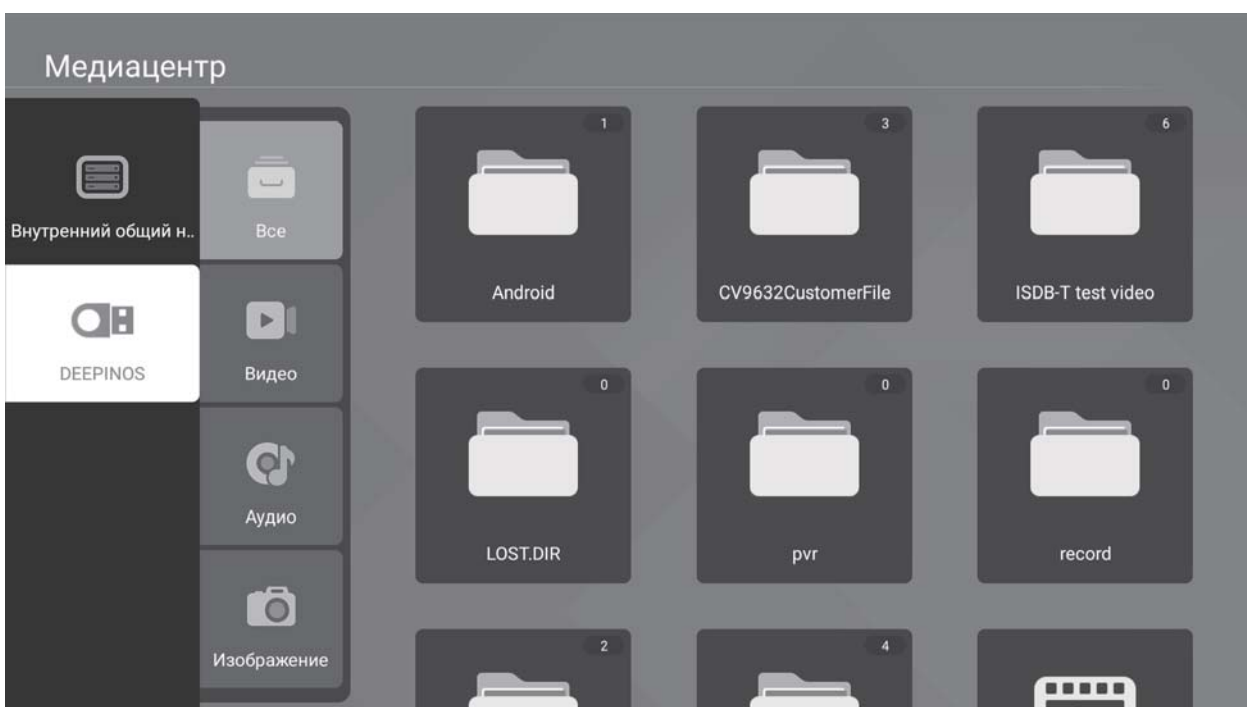 Медиацентр
Внутренний общий н..
DEEPINOS
Все
Видео
Аудио
Изображение
1
Android
3
CV9632CustomerFile
6
ISDB-T test video
0
LOST.DIR
0
pvr
0
record
2
4